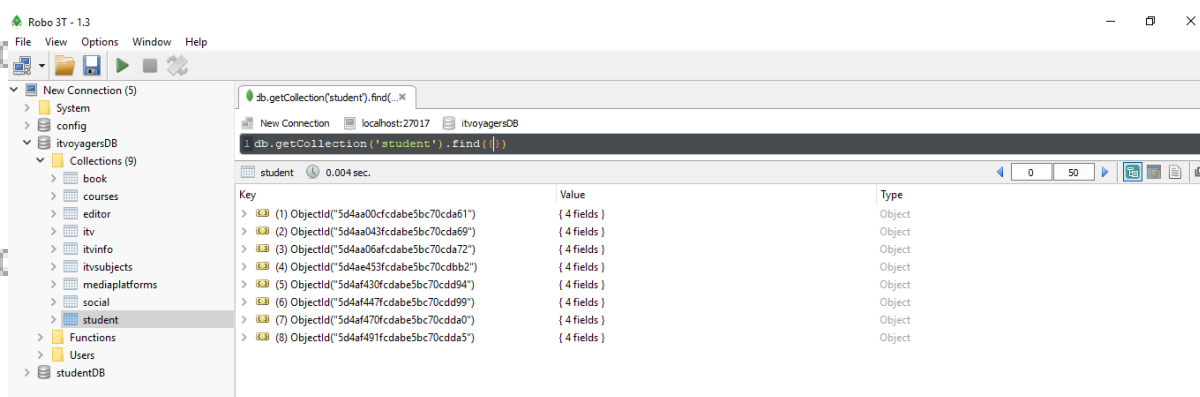 Robo 3T - 1.3
File View Options Window Help
New Connection (5)
System
config
itvoyagersDB
Collections (9)
book
courses
editor
itv
itvinfo
itvsubjects
mediaplatforms
social
student
Functions
Users
studentDB
db.getCollection('student').find(...
New Connection localhost:27017 itvoyagersDB
1 db.getCollection('student').find({})
student 0.004 sec. 0 50
Key Value Type
(1) ObjectId("5d4aa00cfcdabe5bc70cda61") { 4 fields } Object
(2) ObjectId("5d4aa043fcdabe5bc70cda69") { 4 fields } Object
(3) ObjectId("5d4aa06afcdabe5bc70cda72") { 4 fields } Object
(4) ObjectId("5d4ae453fcdabe5bc70cdbb2") { 4 fields } Object
(5) ObjectId("5d4af430fcdabe5bc70cdd94") { 4 fields } Object
(6) ObjectId("5d4af447fcdabe5bc70cdd99") { 4 fields } Object
(7) ObjectId("5d4af470fcdabe5bc70cdda0") { 4 fields } Object
(8) ObjectId("5d4af491fcdabe5bc70cdda5") { 4 fields } Object